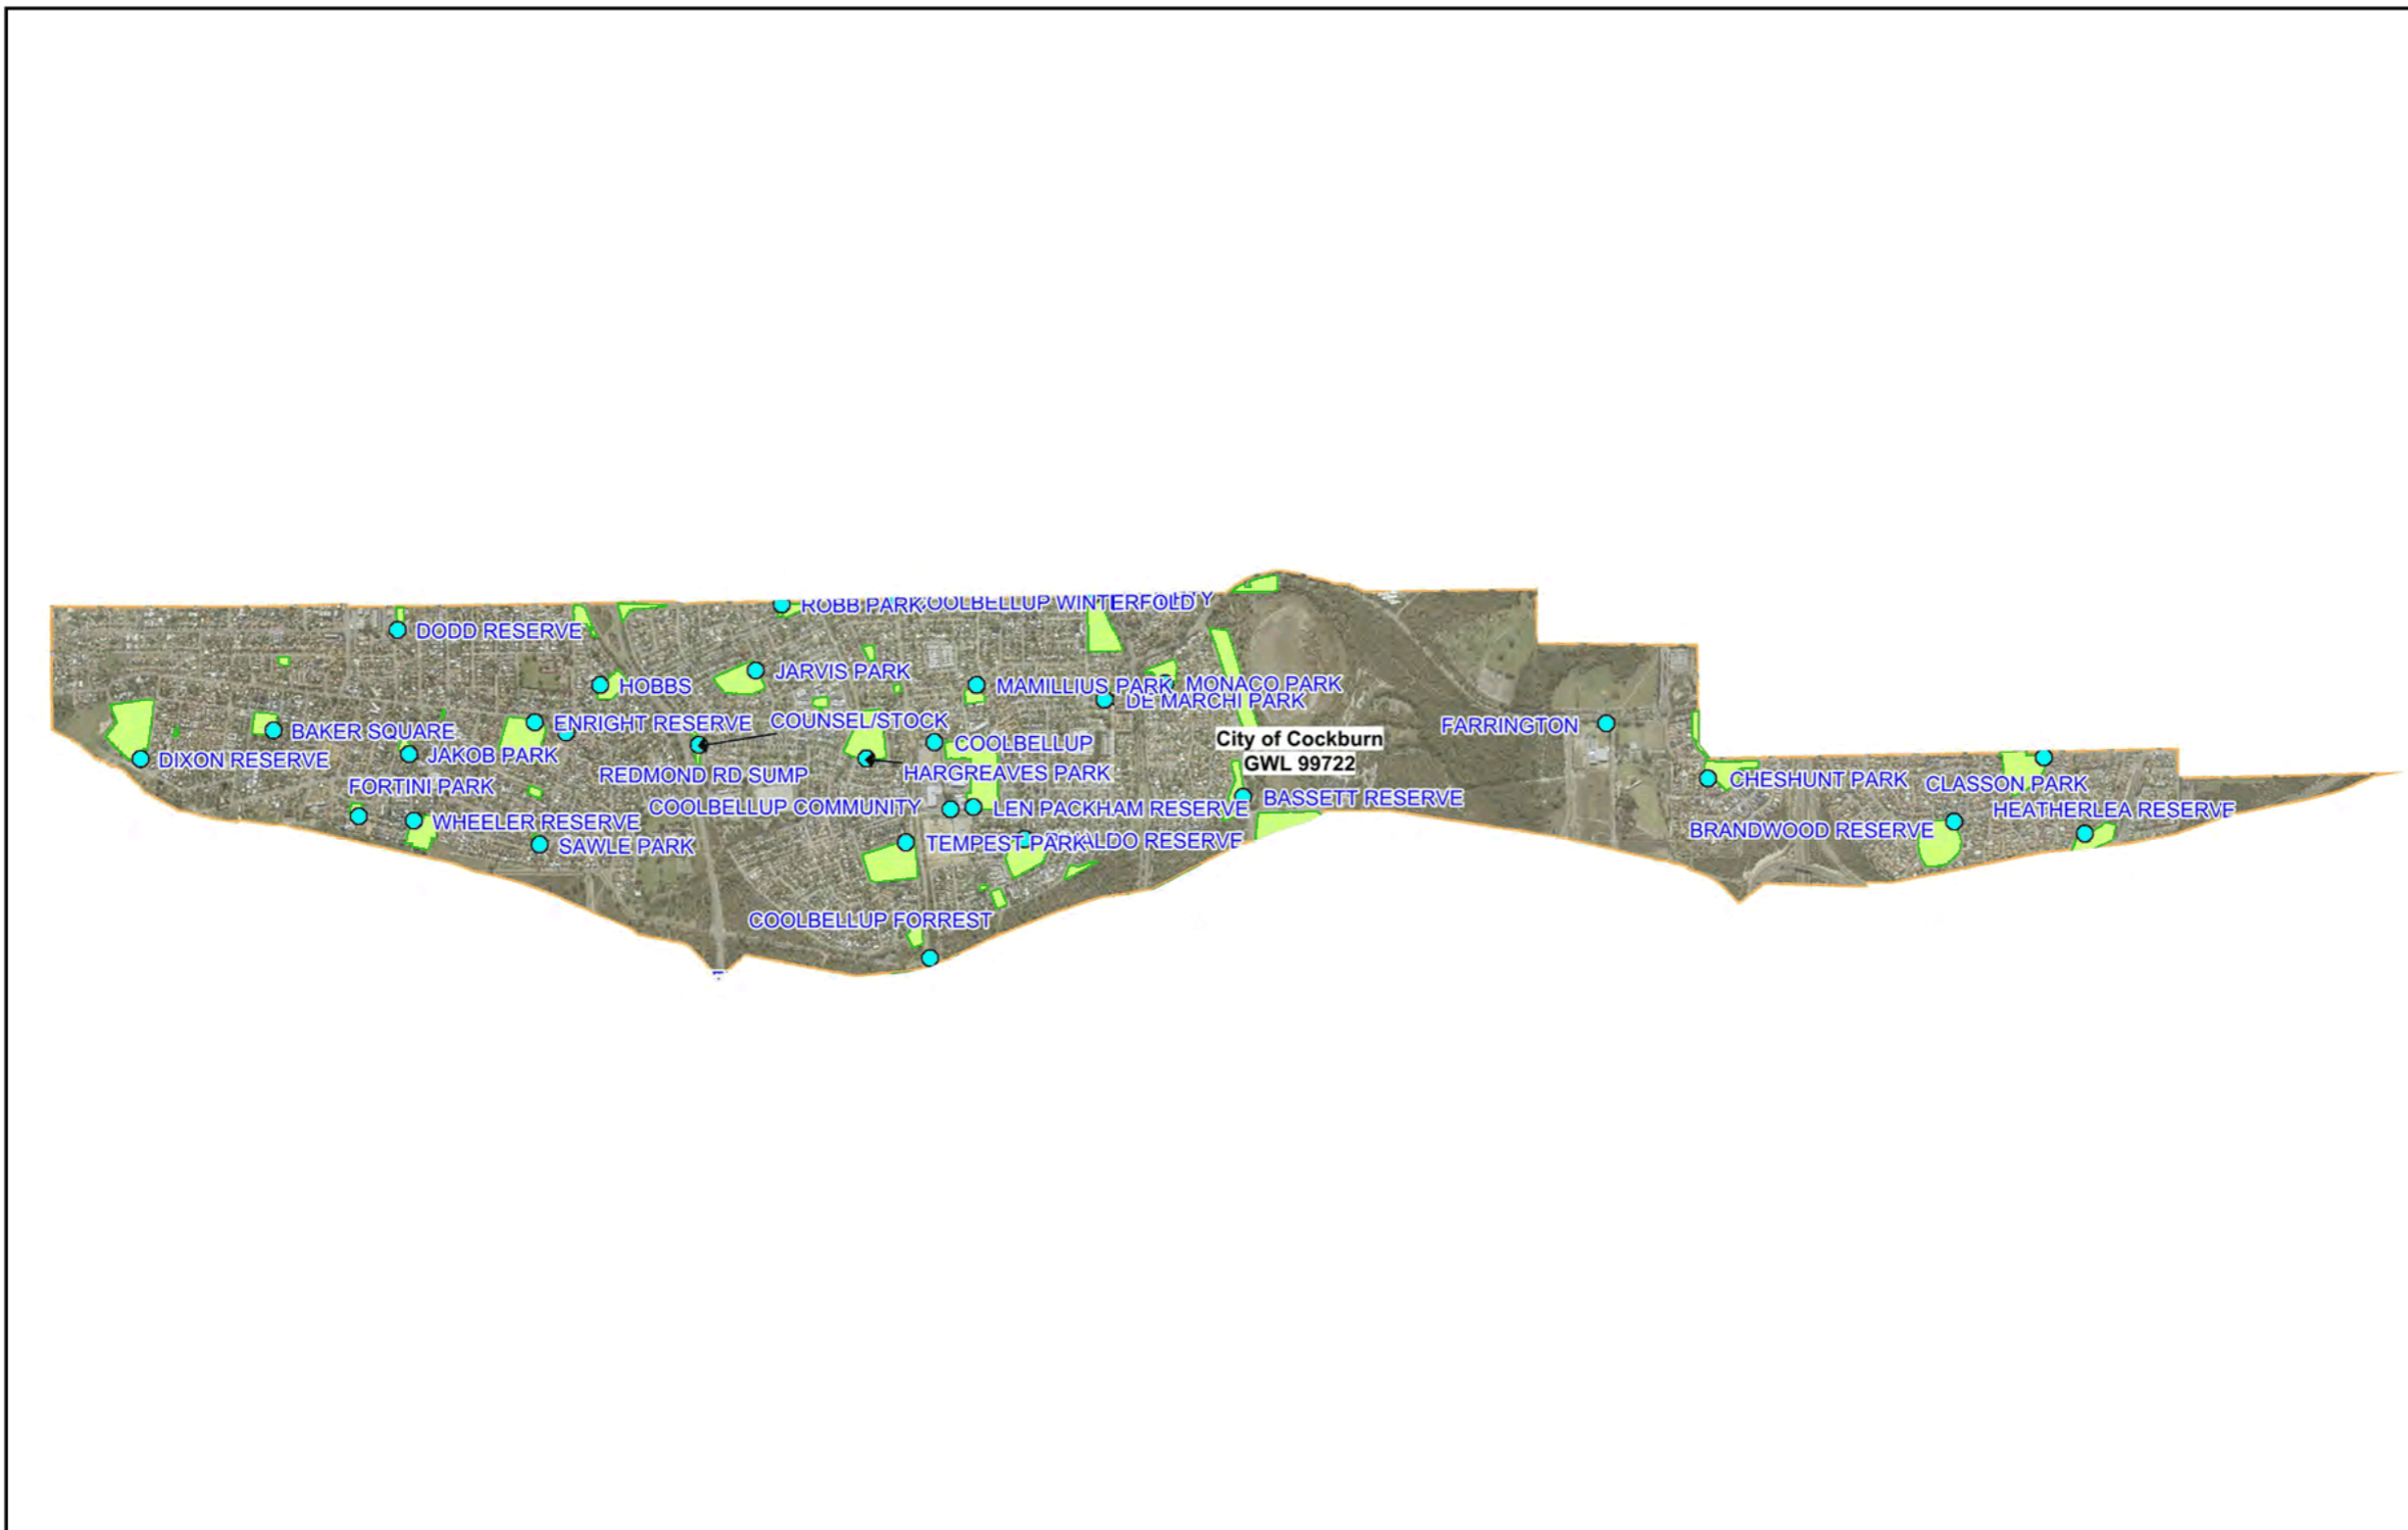 ROBB PARK
WINTERFOLD
DODD RESERVE
JARVIS PARK
HOBBS
MAMILLIUS PARK
MONACO PARK
DE MARCHI PARK
ENRIGHT RESERVE
COUNSEL/STOCK
FARRINGTON
BAKER SQUARE
City of Cockburn
COOLBELLUP
DIXON RESERVE
JAKOB PARK
GWL 99722
REDMOND RD SUMP
HARGREAVES PARK
CHESHUNT PARK
CLASSON PARK
FORTINI PARK
COOLBELLUP COMMUNITY
LEN PACKHAM RESERVE
BASSETT RESERVE
HEATHERLEA RESERVE
WHEELER RESERVE
BRANDWOOD RESERVE
SAWLE PARK
TEMPEST PARK
RESERVE
COOLBELLUP FORREST